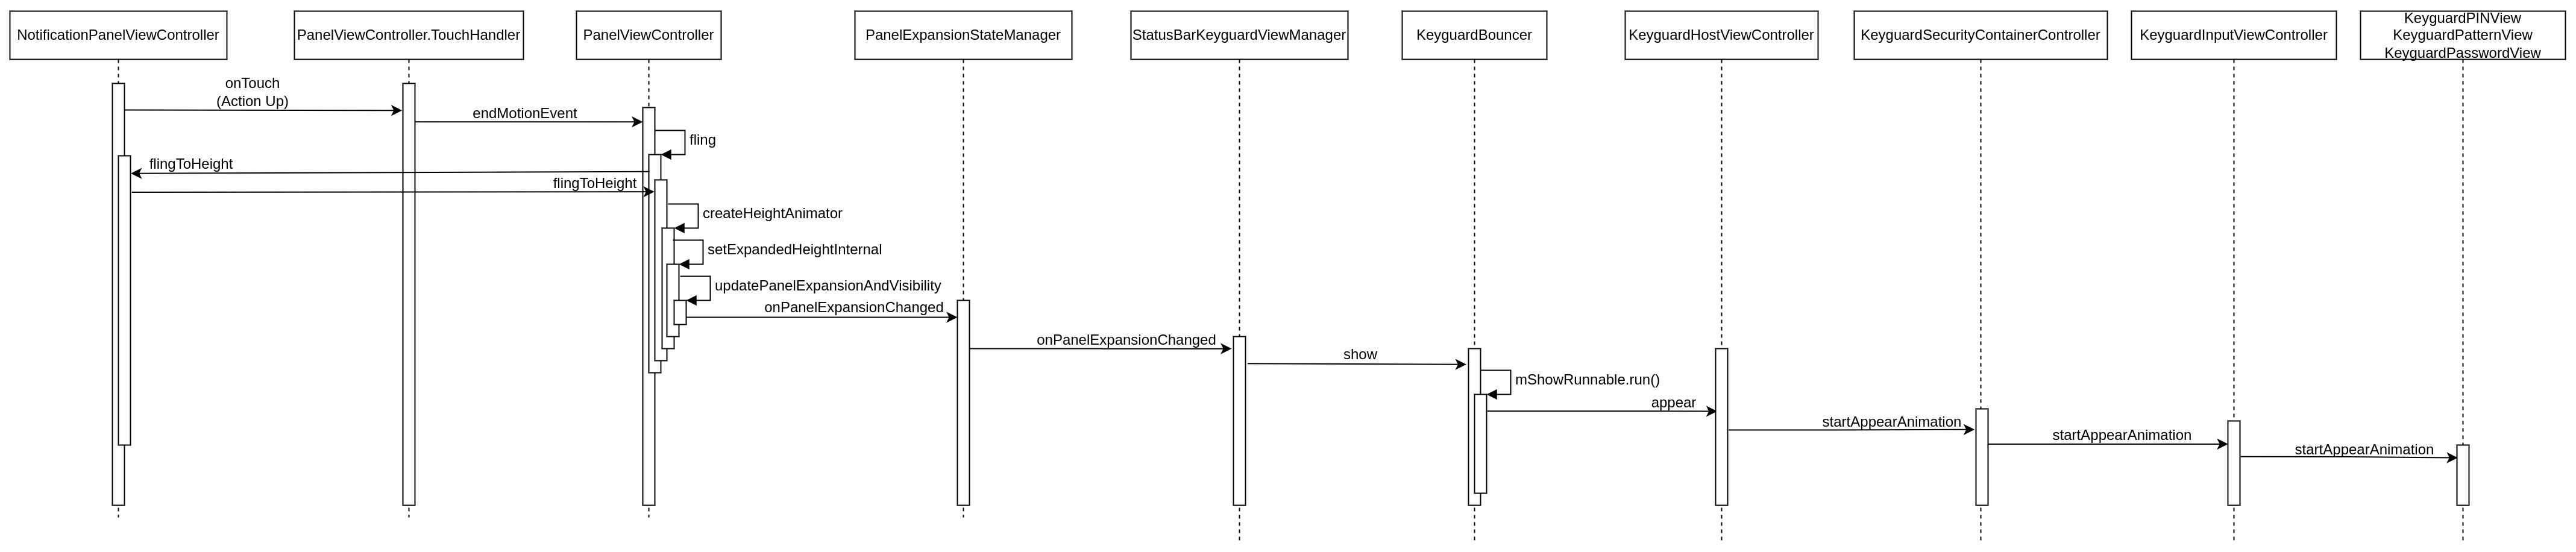 NotificationPanelViewController
PanelViewController.TouchHandler
PanelViewController
PanelExpansionStateManager
StatusBarKeyguardViewManager
KeyguardBouncer
KeyguardHostViewController
KeyguardSecurityContainerController
KeyguardInputViewController
KeyguardPINView
KeyguardPatternView
KeyguardPasswordView
onTouch
(Action Up)
endMotionEvent
fling
flingToHeight
flingToHeight
createHeightAnimator
setExpandedHeightInternal
updatePanelExpansionAndVisibility
onPanelExpansionChanged
onPanelExpansionChanged
show
mShowRunnable.run()
appear
startAppearAnimation
startAppearAnimation
startAppearAnimation